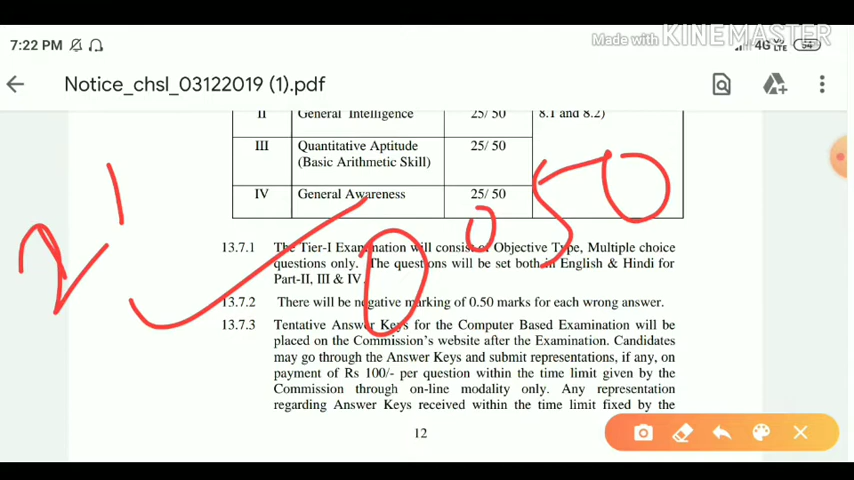 7:22 PM
Made with KINEMASTER
4G VO LTE 54
Notice_chsl_03122019 (1).pdf
II General Intelligence 25/ 50 8.1 and 8.2)
III Quantitative Aptitude 25/ 50
(Basic Arithmetic Skill)
IV General Awareness 25/ 50
2 1 0 0 50
13.7.1 The Tier-I Examination will consist of Objective Type, Multiple choice
questions only. The questions will be set both in English & Hindi for
Part-II, III & IV.
13.7.2 There will be negative marking of 0.50 marks for each wrong answer.
13.7.3 Tentative Answer Keys for the Computer Based Examination will be
placed on the Commission's website after the Examination. Candidates
may go through the Answer Keys and submit representations, if any, on
payment of Rs 100/- per question within the time limit given by the
Commission through on-line modality only. Any representation
regarding Answer Keys received within the time limit fixed by the
12